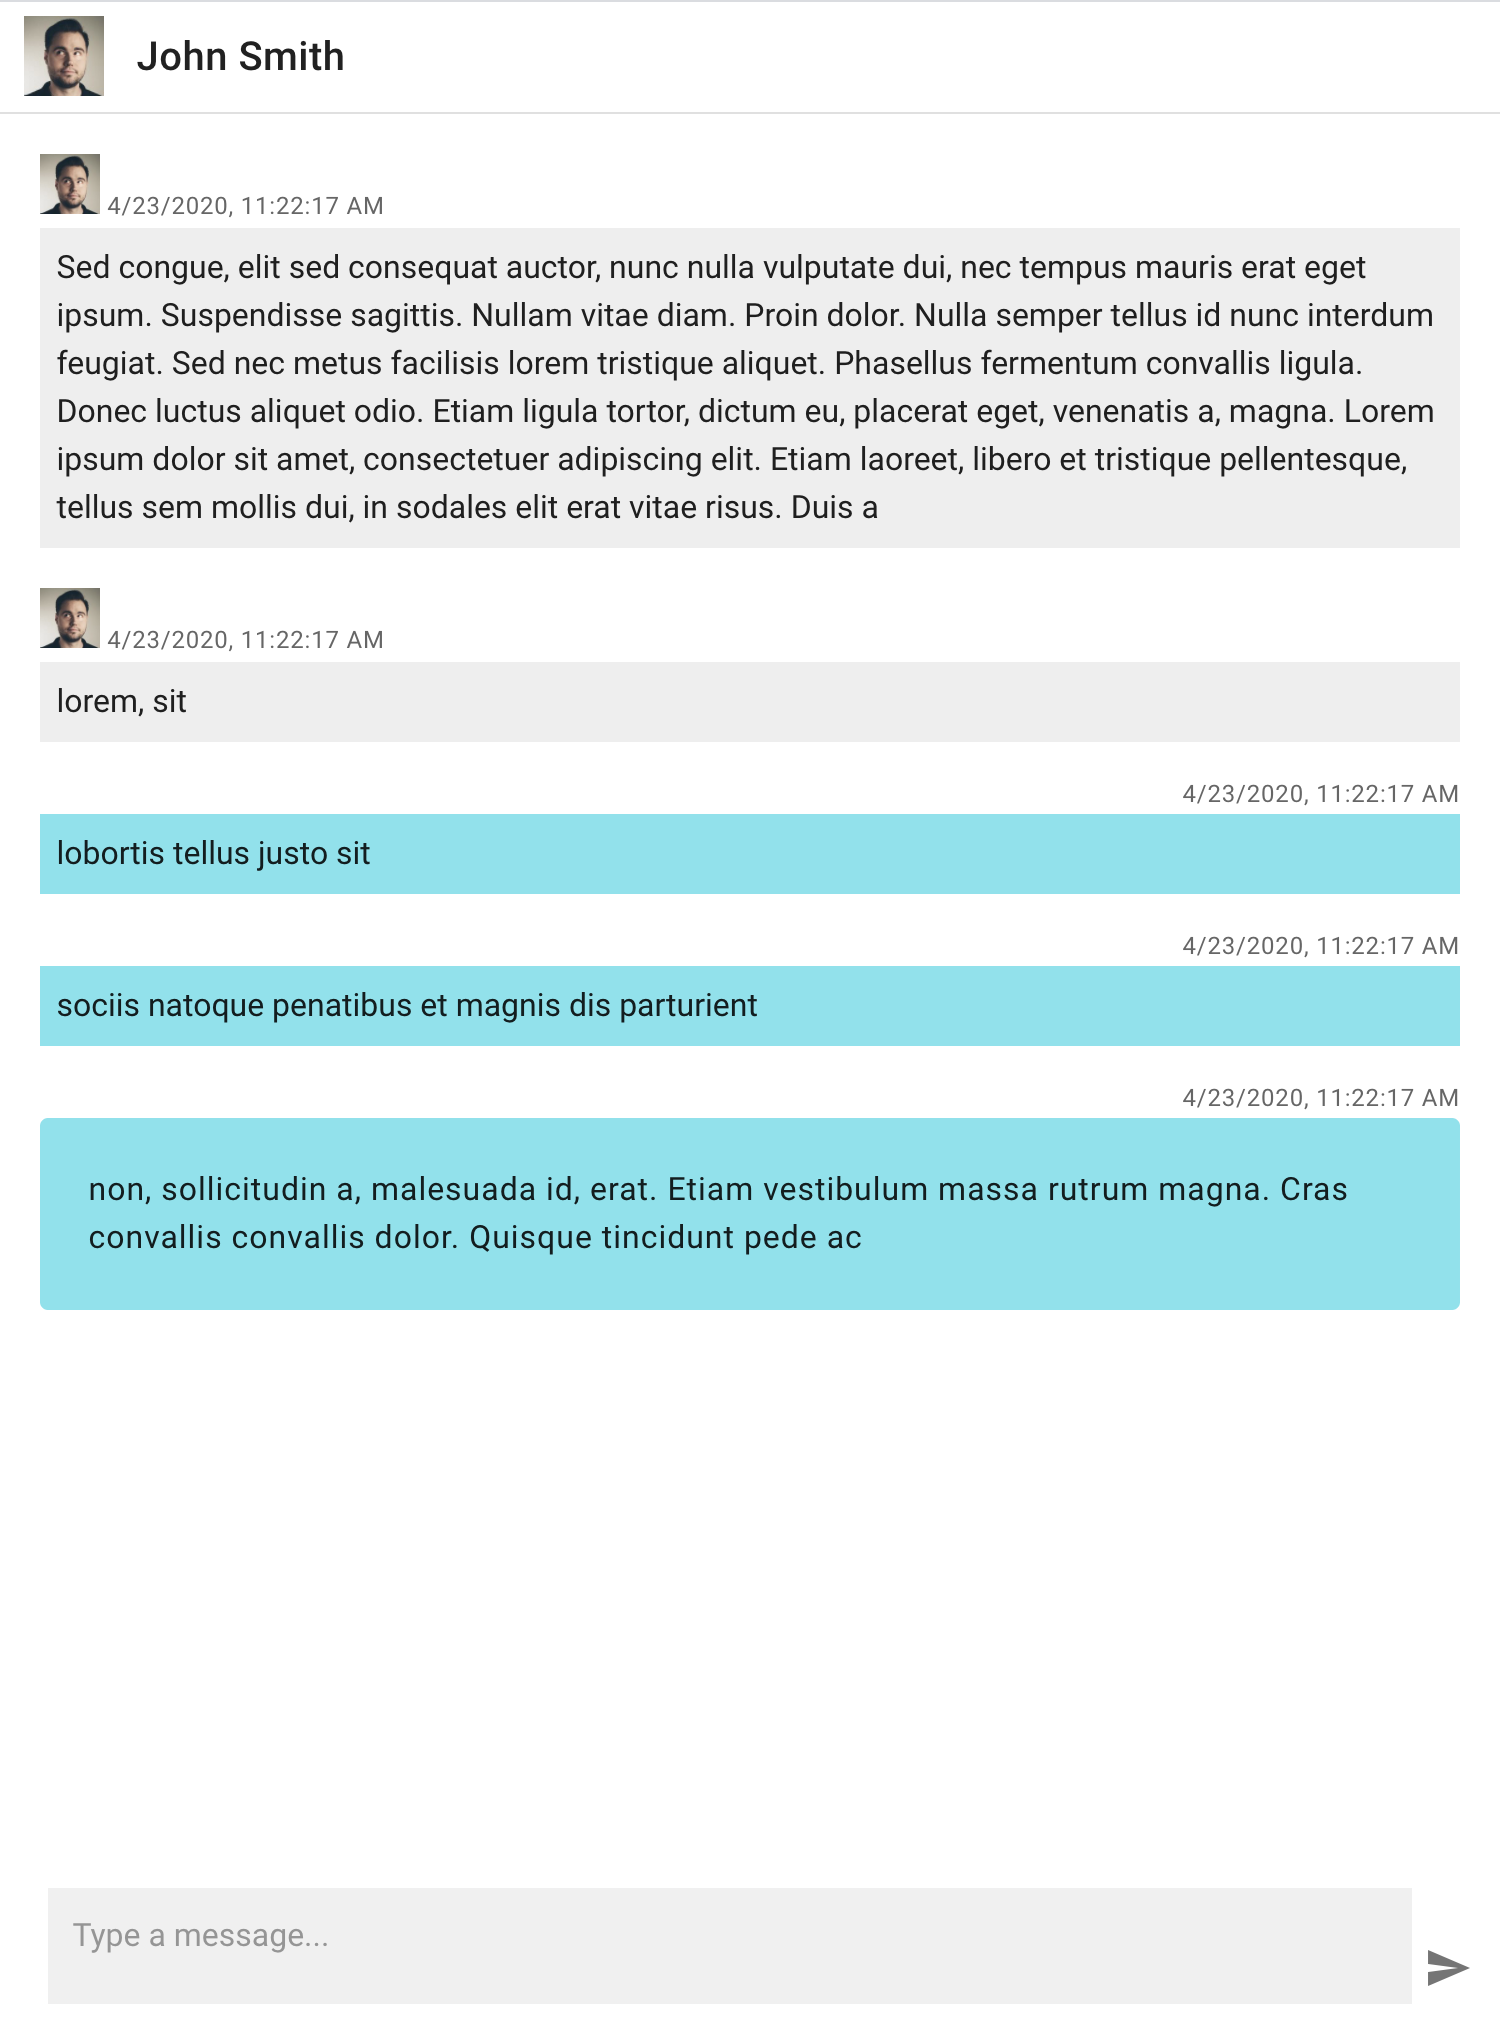 John Smith
4/23/2020, 11:22:17 AM
Sed congue, elit sed consequat auctor, nunc nulla vulputate dui, nec tempus mauris erat eget
ipsum. Suspendisse sagittis. Nullam vitae diam. Proin dolor. Nulla semper tellus id nunc interdum
feugiat. Sed nec metus facilisis lorem tristique aliquet. Phasellus fermentum convallis ligula.
Donec luctus aliquet odio. Etiam ligula tortor, dictum eu, placerat eget, venenatis a, magna. Lorem
ipsum dolor sit amet, consectetuer adipiscing elit. Etiam laoreet, libero et tristique pellentesque,
tellus sem mollis dui, in sodales elit erat vitae risus. Duis a
4/23/2020, 11:22:17 AM
lorem, sit
4/23/2020, 11:22:17 AM
lobortis tellus justo sit
4/23/2020, 11:22:17 AM
sociis natoque penatibus et magnis dis parturient
4/23/2020, 11:22:17 AM
non, sollicitudin a, malesuada id, erat. Etiam vestibulum massa rutrum magna. Cras
convallis convallis dolor. Quisque tincidunt pede ac
Type a message...